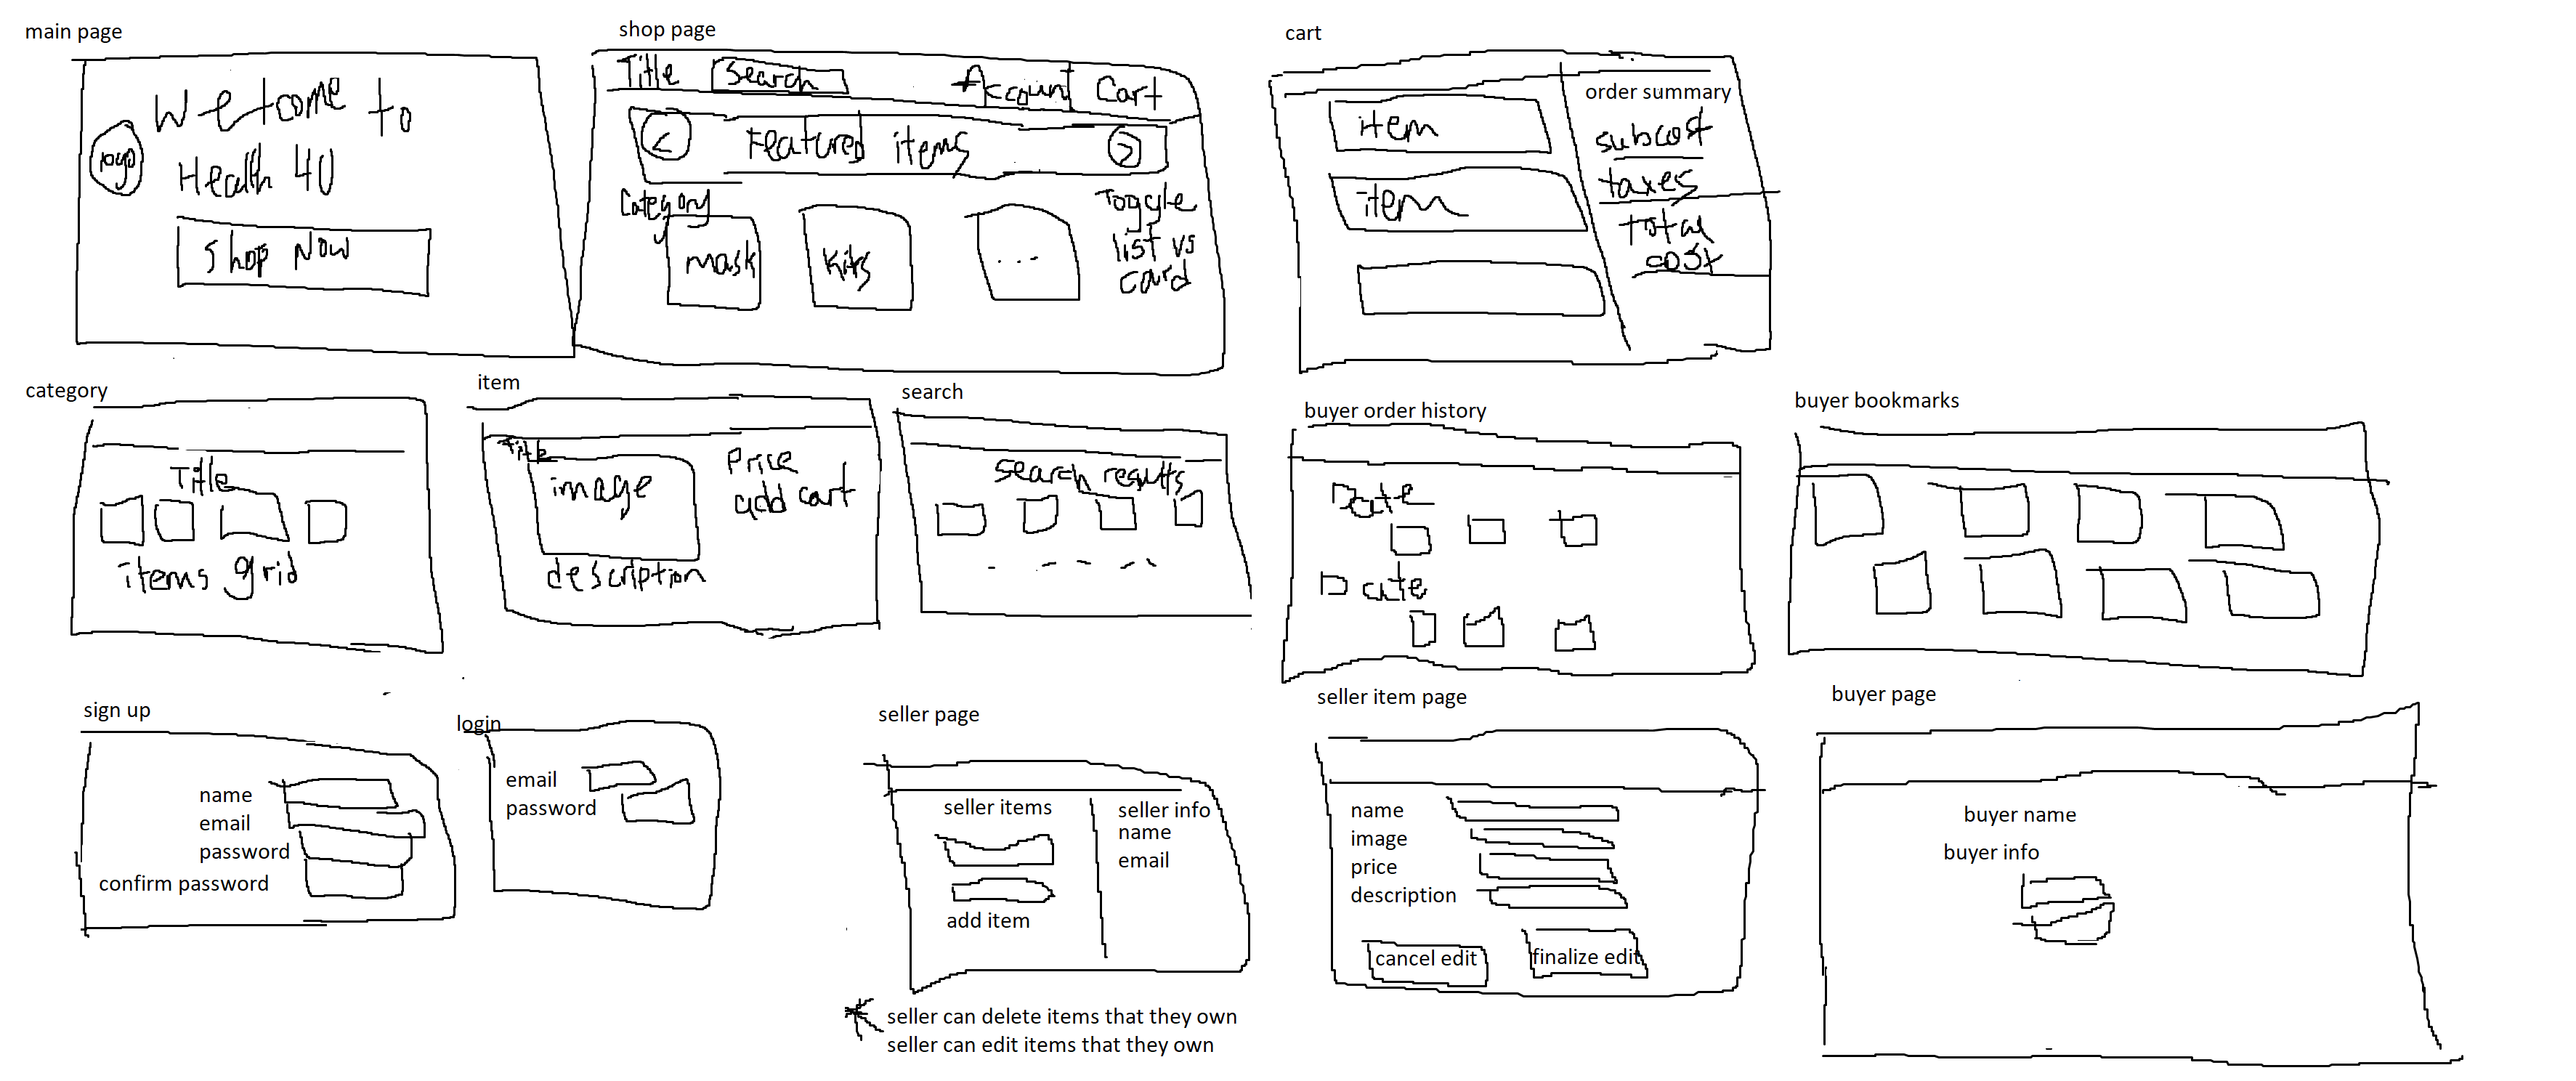 main page
Welcome to
logo
Health 4U
Shop Now
shop page
Title
search
Account
Cart
<
Featured items
>
Category
mask
Kits
...
Toggle
list vs
card
cart
item
item
order summary
subcost
taxes
total
cost
category
Title
items grid
item
Title
image
Price
add cart
description
search
search results
buyer order history
Date
Date
buyer bookmarks
sign up
name
email
password
confirm password
login
email
password
seller page
seller items
add item
seller info
name
email
seller can delete items that they own
seller can edit items that they own
seller item page
name
image
price
description
cancel edit
finalize edit
buyer page
buyer name
buyer info